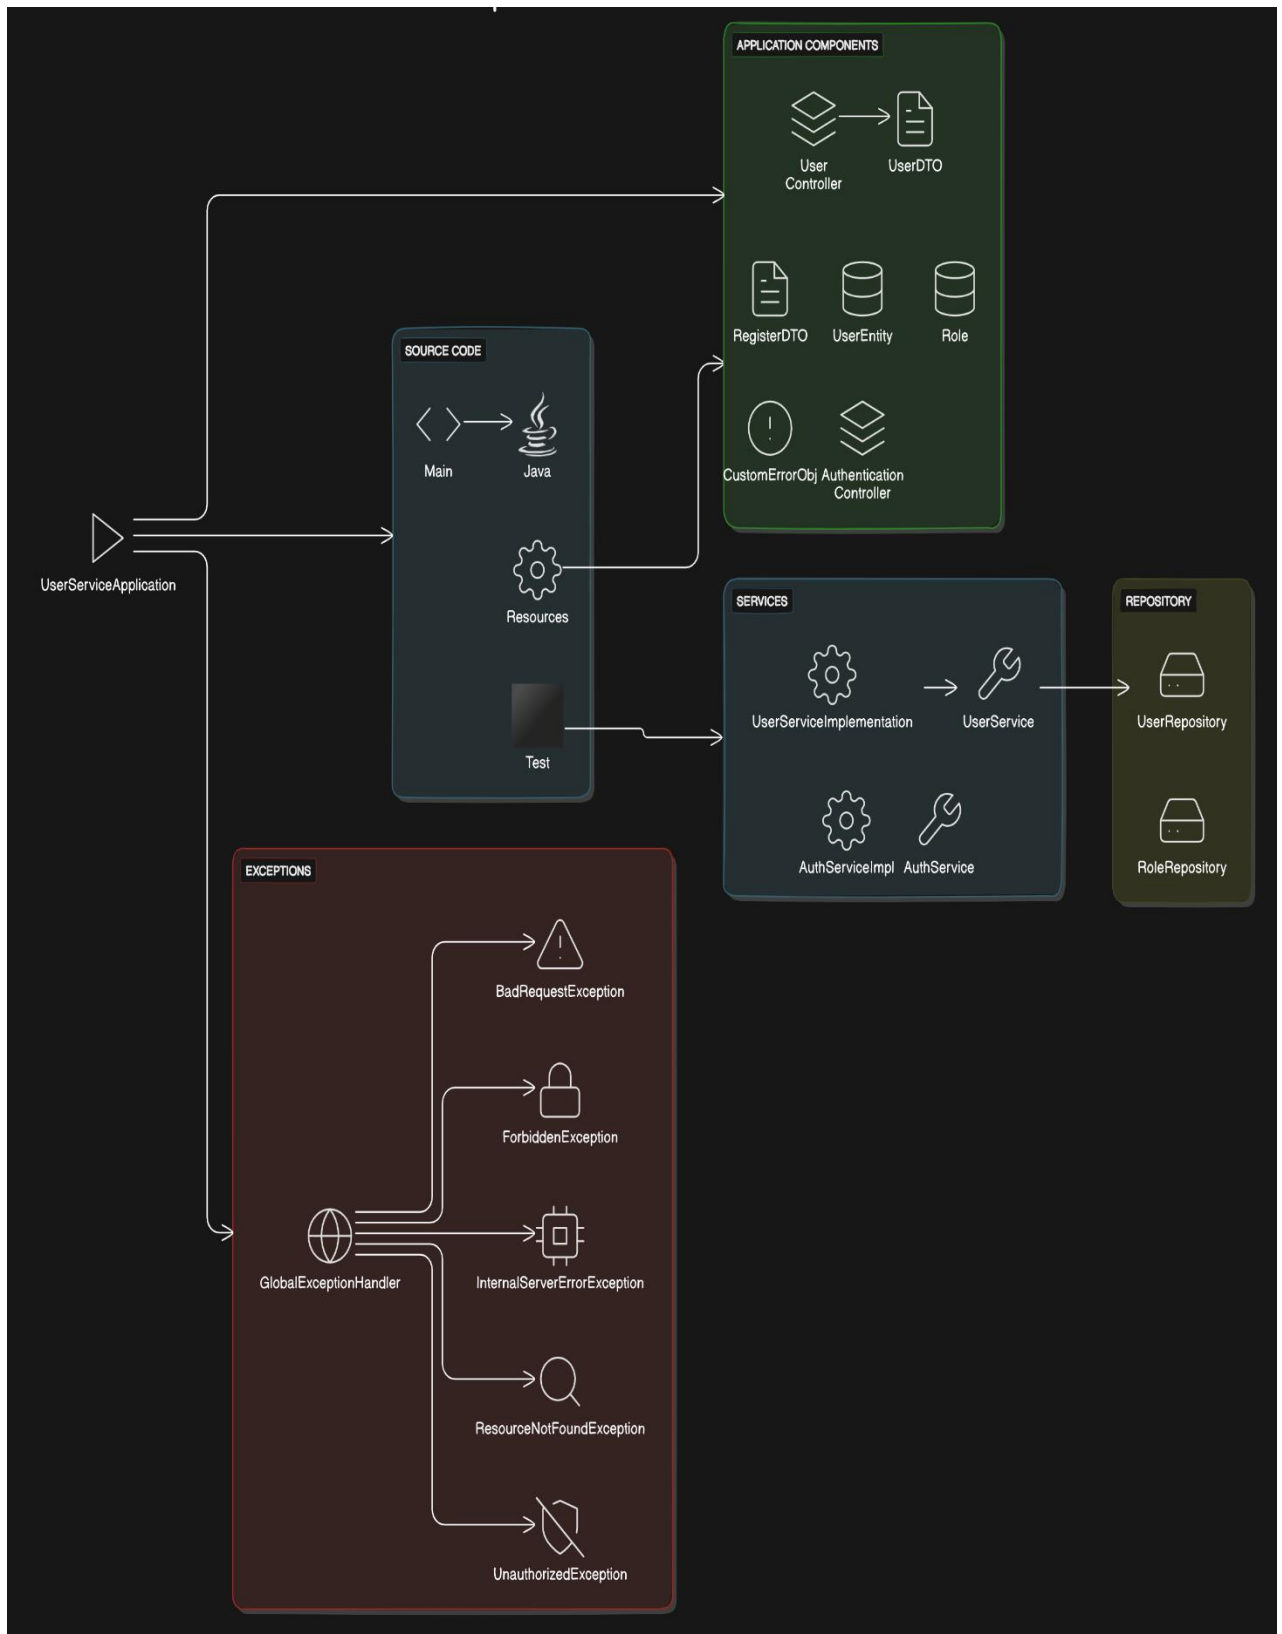 APPLICATION COMPONENTS
User
Controller
UserDTO
RegisterDTO
UserEntity
Role
CustomErrorObj
Authentication
Controller
SOURCE CODE
Main
Java
Resources
Test
UserServiceApplication
SERVICES
UserServiceImplementation
UserService
AuthServiceImpl
AuthService
REPOSITORY
UserRepository
RoleRepository
EXCEPTIONS
BadRequestException
ForbiddenException
InternalServerErrorException
GlobalExceptionHandler
ResourceNotFoundException
UnauthorizedException